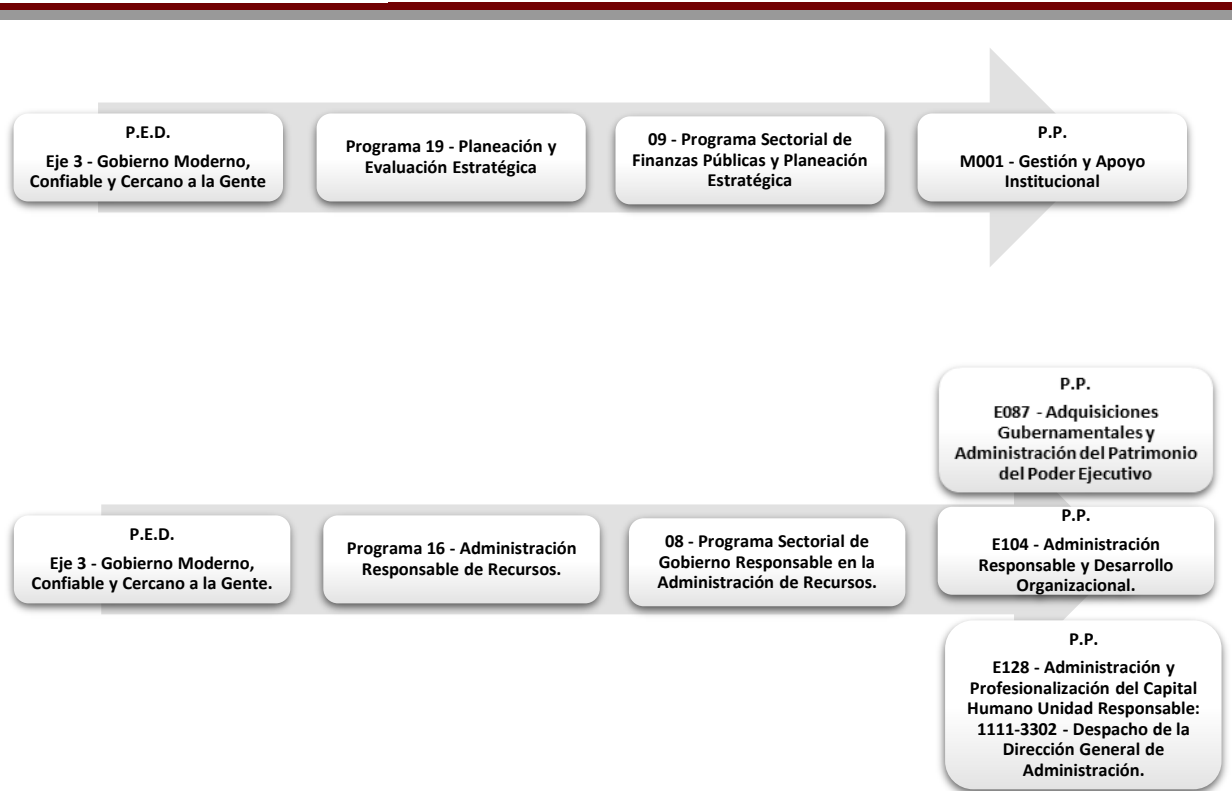 P.E.D.
Eje 3 - Gobierno Moderno,
Confiable y Cercano a la Gente
Programa 19 - Planeación y
Evaluación Estratégica
09 - Programa Sectorial de
Finanzas Públicas y Planeación
Estratégica
P.P.
M001 - Gestión y Apoyo
Institucional
P.P.
E087 - Adquisiciones
Gubernamentales y
Administración del Patrimonio
del Poder Ejecutivo
P.E.D.
Eje 3 - Gobierno Moderno,
Confiable y Cercano a la Gente.
Programa 16 - Administración
Responsable de Recursos.
08 - Programa Sectorial de
Gobierno Responsable en la
Administración de Recursos.
P.P.
E104 - Administración
Responsable y Desarrollo
Organizacional.
P.P.
E128 - Administración y
Profesionalización del Capital
Humano Unidad Responsable:
1111-3302 - Despacho de la
Dirección General de
Administración.